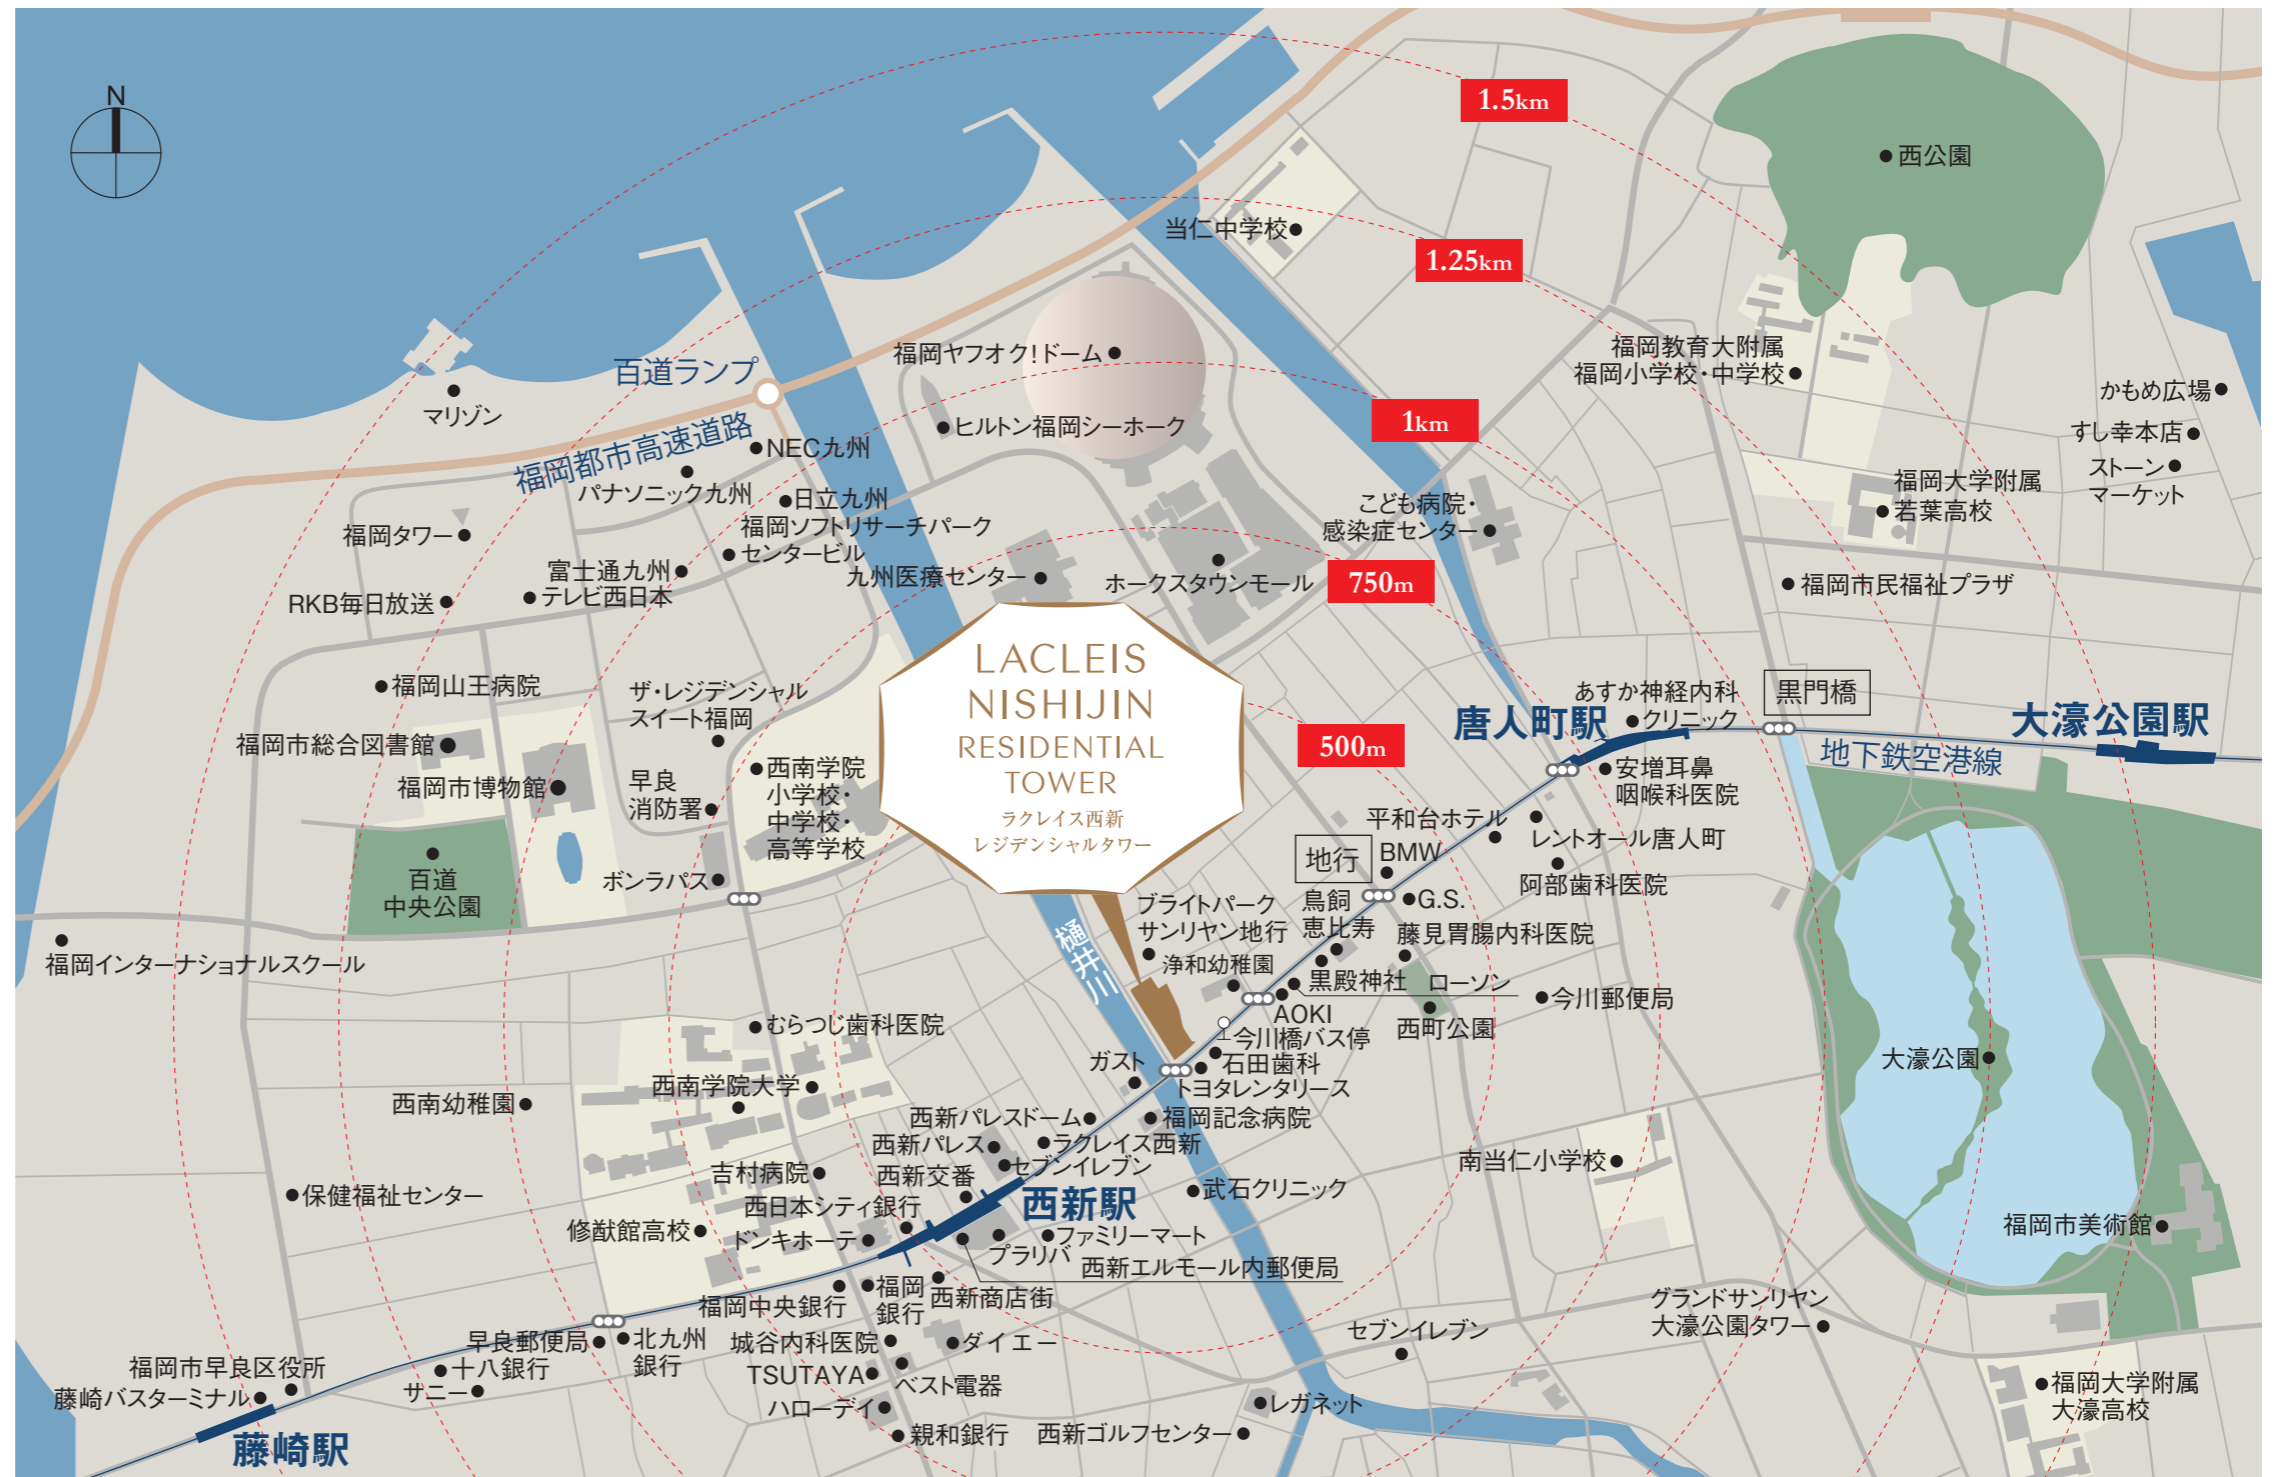 N
1.5km
西公園
当仁中学校
1.25km
福岡ヤフオク!ドーム
百道ランプ
福岡教育大附属
福岡小学校・中学校
かもめ広場
マリゾン
1km
ヒルトン福岡シーホーク
すし幸本店
福岡都市高速道路
NEC九州
ストーン
マーケット
パナソニック九州
日立九州
福岡大学附属
若葉高校
こども病院・
感染症センター
福岡ソフトリサーチパーク
センタービル
福岡タワー
富士通九州
九州医療センター
ホークスタウンモール
750m
福岡市民福祉プラザ
RKB毎日放送
テレビ西日本
LACLEIS
NISHIJIN
RESIDENTIAL
TOWER
ラクレイス西新
レジデンシャルタワー
福岡山王病院
ザ・レジデンシャル
スイート福岡
あすか神経内科
クリニック
黒門橋
唐人町駅
大濠公園駅
500m
福岡市総合図書館
地下鉄空港線
福岡市博物館
早良
消防署
西南学院
小学校・
中学校・
高等学校
安増耳鼻
咽喉科医院
平和台ホテル
レントオール唐人町
地行
BMW
百道
中央公園
ボンラパス
阿部歯科医院
ブライトパーク
サンリヤン地行
鳥飼
恵比寿
G.S.
樋井川
藤見胃腸内科医院
福岡インターナショナルスクール
浄和幼稚園
黒殿神社
ローソン
今川郵便局
AOKI
西町公園
むらつじ歯科医院
今川橋バス停
ガスト
石田歯科
大濠公園
西南学院大学
トヨタレンタリース
西南幼稚園
西新パレスドーム
福岡記念病院
西新パレス
ラクレイス西新
セブンイレブン
吉村病院
西新交番
南当仁小学校
保健福祉センター
西日本シティ銀行
西新駅
武石クリニック
修猷館高校
ドンキホーテ
プラリバ
ファミリーマート
福岡市美術館
西新エルモール内郵便局
福岡中央銀行
福岡
銀行
西新商店街
グランドサンリヤン
大濠公園タワー
早良郵便局
北九州
銀行
城谷内科医院
ダイエー
セブンイレブン
福岡市早良区役所
十八銀行
TSUTAYA
ベスト電器
藤崎バスターミナル
サニー
ハローデイ
レガネット
福岡大学附属
大濠高校
藤崎駅
親和銀行
西新ゴルフセンター